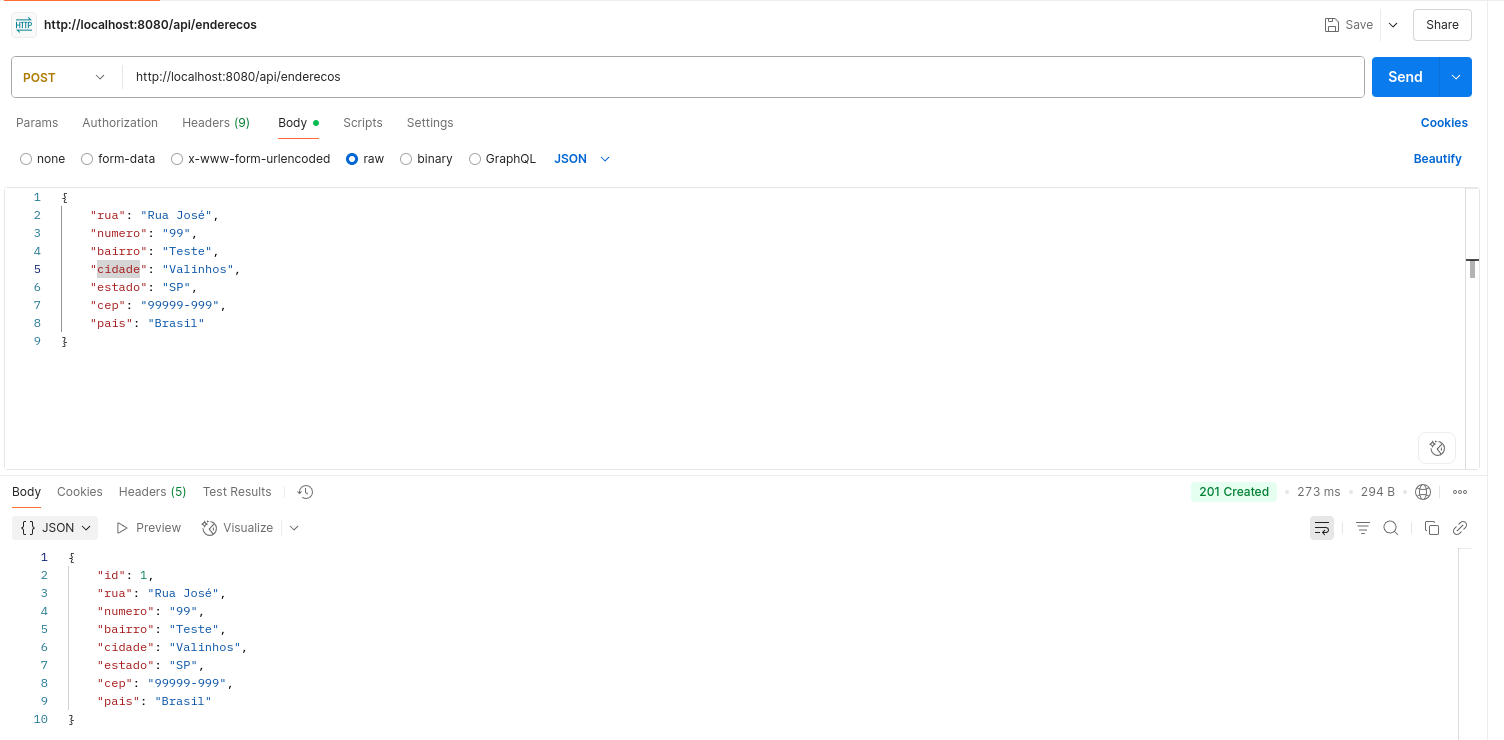 HTTP http://localhost:8080/api/enderecos Save Share
POST http://localhost:8080/api/enderecos Send
Params Authorization Headers (9) Body Scripts Settings Cookies
none form-data x-www-form-urlencoded raw binary GraphQL JSON Beautify
1 {
2 "rua": "Rua José",
3 "numero": "99",
4 "bairro": "Teste",
5 "cidade": "Valinhos",
6 "estado": "SP",
7 "cep": "99999-999",
8 "pais": "Brasil"
9 }
Body Cookies Headers (5) Test Results 201 Created • 273 ms • 294 B
{} JSON Preview Visualize
1 {
2 "id": 1,
3 "rua": "Rua José",
4 "numero": "99",
5 "bairro": "Teste",
6 "cidade": "Valinhos",
7 "estado": "SP",
8 "cep": "99999-999",
9 "pais": "Brasil"
10 }